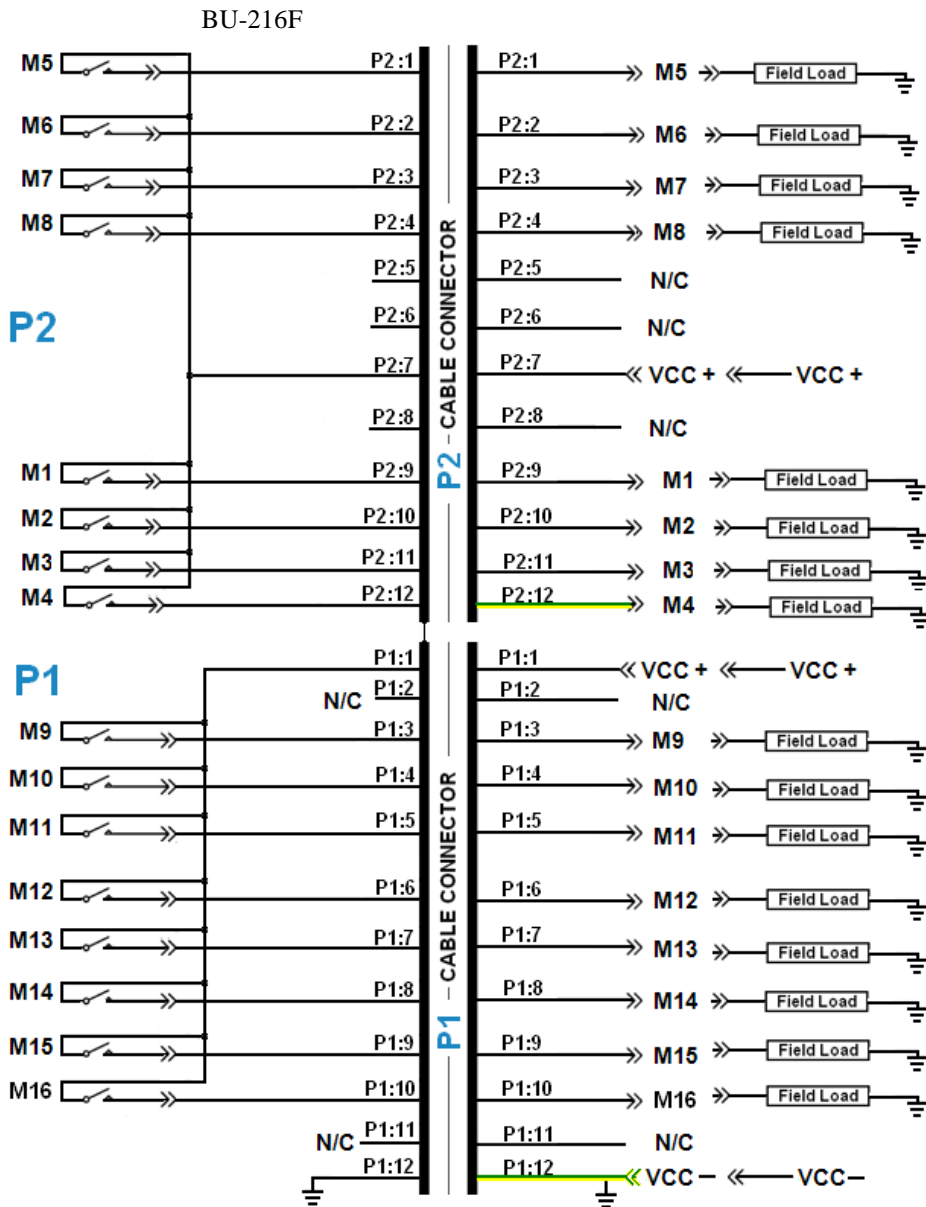 BU-216F
M5 P2:1 P2:1 M5 Field Load
M6 P2:2 P2:2 M6 Field Load
M7 P2:3 P2:3 M7 Field Load
M8 P2:4 P2:4 M8 Field Load
P2:5 P2:5 N/C
P2
P2:6 P2:6 N/C
P2:7 P2:7 VCC + VCC +
P2:8 P2:8 N/C
P2 – CABLE CONNECTOR
M1 P2:9 P2:9 M1 Field Load
M2 P2:10 P2:10 M2 Field Load
M3 P2:11 P2:11 M3 Field Load
M4 P2:12 P2:12 M4 Field Load
P1
P1:1 P1:1 VCC + VCC +
N/C P1:2 P1:2 N/C
M9 P1:3 P1:3 M9 Field Load
M10 P1:4 P1:4 M10 Field Load
M11 P1:5 P1:5 M11 Field Load
M12 P1:6 P1:6 M12 Field Load
M13 P1:7 P1:7 M13 Field Load
M14 P1:8 P1:8 M14 Field Load
P1 – CABLE CONNECTOR
M15 P1:9 P1:9 M15 Field Load
M16 P1:10 P1:10 M16 Field Load
N/C P1:11 P1:11 N/C
P1:12 P1:12 VCC – VCC –